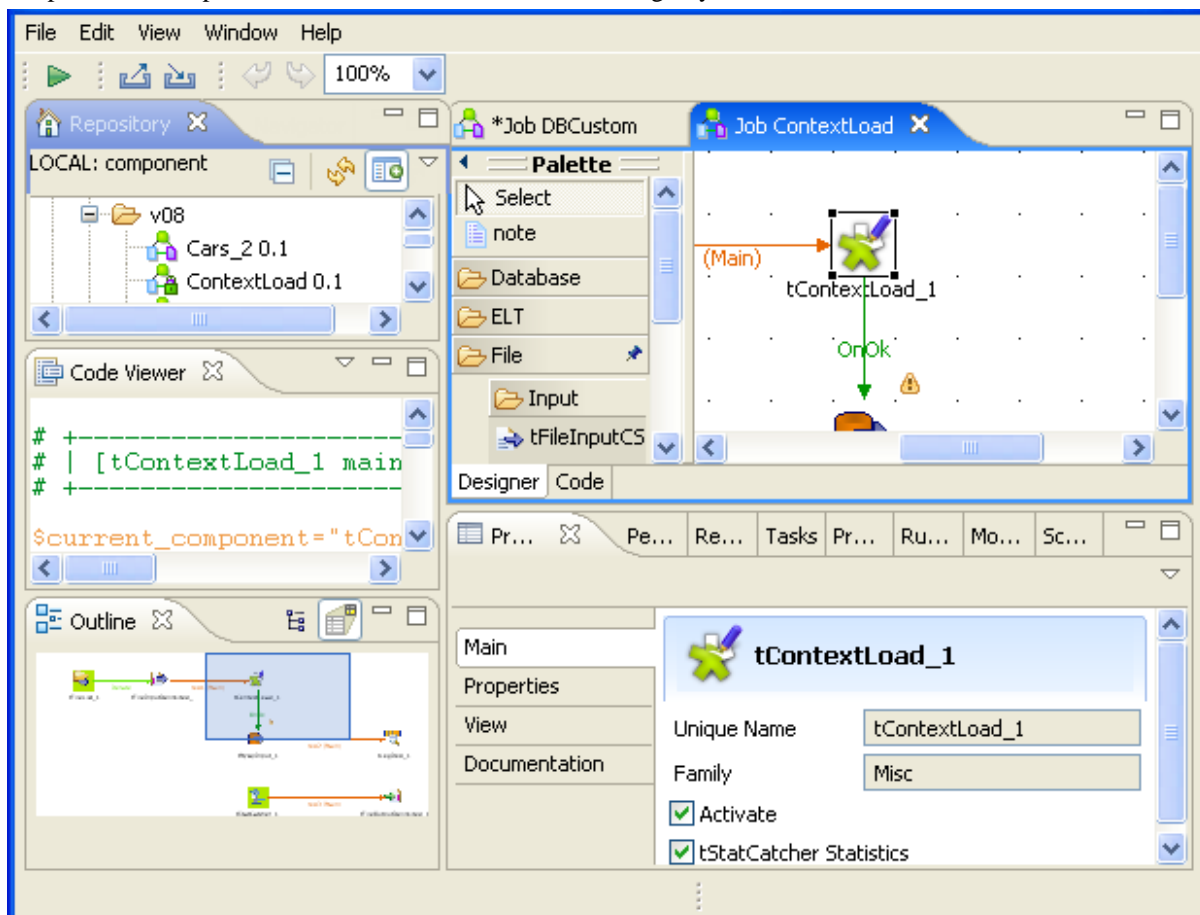 File Edit View Window Help
100%
Repository
LOCAL: component
v08
Cars_2 0.1
ContextLoad 0.1
*Job DBCustom
Job ContextLoad
Palette
Select
note
Database
ELT
File
Input
tFileInputCS
(Main)
tContextLoad_1
OnOk
Designer Code
Code Viewer
# +----------------------
# | [tContextLoad_1 main
# +----------------------
$current_component="tCon
Outline
Pr... Pe... Re... Tasks Pr... Ru... Mo... Sc...
Main
Properties
View
Documentation
tContextLoad_1
Unique Name tContextLoad_1
Family Misc
Activate
tStatCatcher Statistics